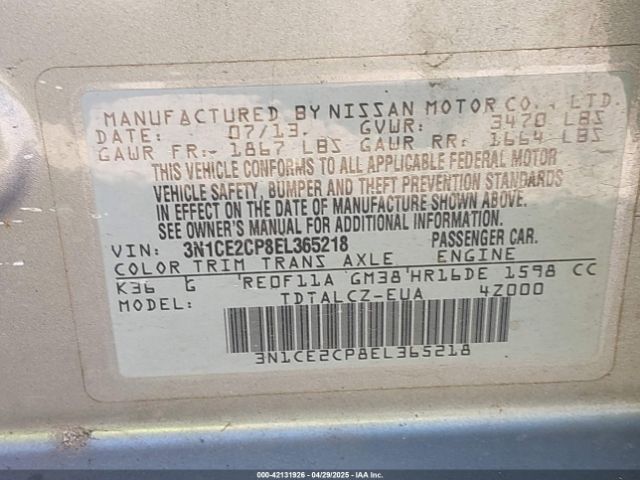 MANUFACTURED BY NISSAN MOTOR CO., LTD.
DATE: 07/13. GVWR: 3470 LBS
GAWR FR: 1867 LBS GAWR RR: 1664 LBS
THIS VEHICLE CONFORMS TO ALL APPLICABLE FEDERAL MOTOR
VEHICLE SAFETY, BUMPER AND THEFT PREVENTION STANDARDS
IN EFFECT ON THE DATE OF MANUFACTURE SHOWN ABOVE.
SEE OWNER'S MANUAL FOR ADDITIONAL INFORMATION.
VIN: 3N1CE2CP8EL365218 PASSENGER CAR.
COLOR TRIM TRANS AXLE ENGINE
K36 G RE0F11A GM38 HR16DE 1598 CC
MODEL: TDTALCZ-EUA 4Z000
3N1CE2CP8EL365218
000-42131926 - 04/29/2025 - IAA Inc.